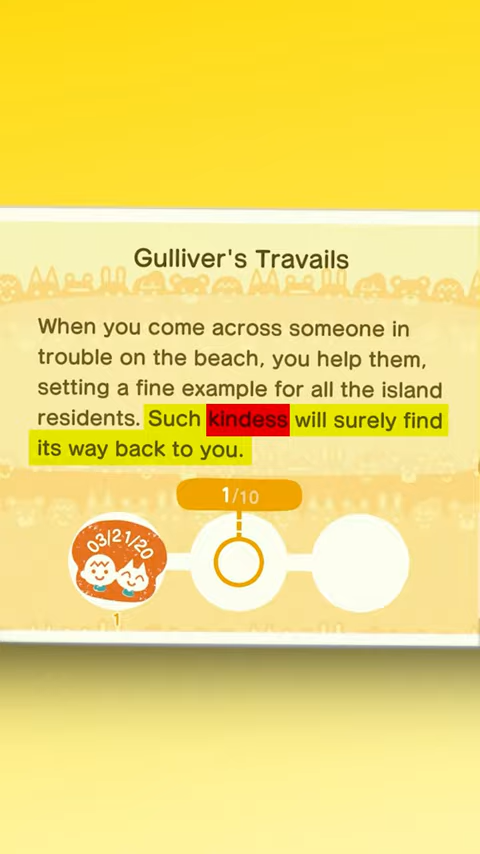 Gulliver's Travails
When you come across someone in
trouble on the beach, you help them,
setting a fine example for all the island
residents. Such kindess will surely find
its way back to you.
1/10
03/21/20
1